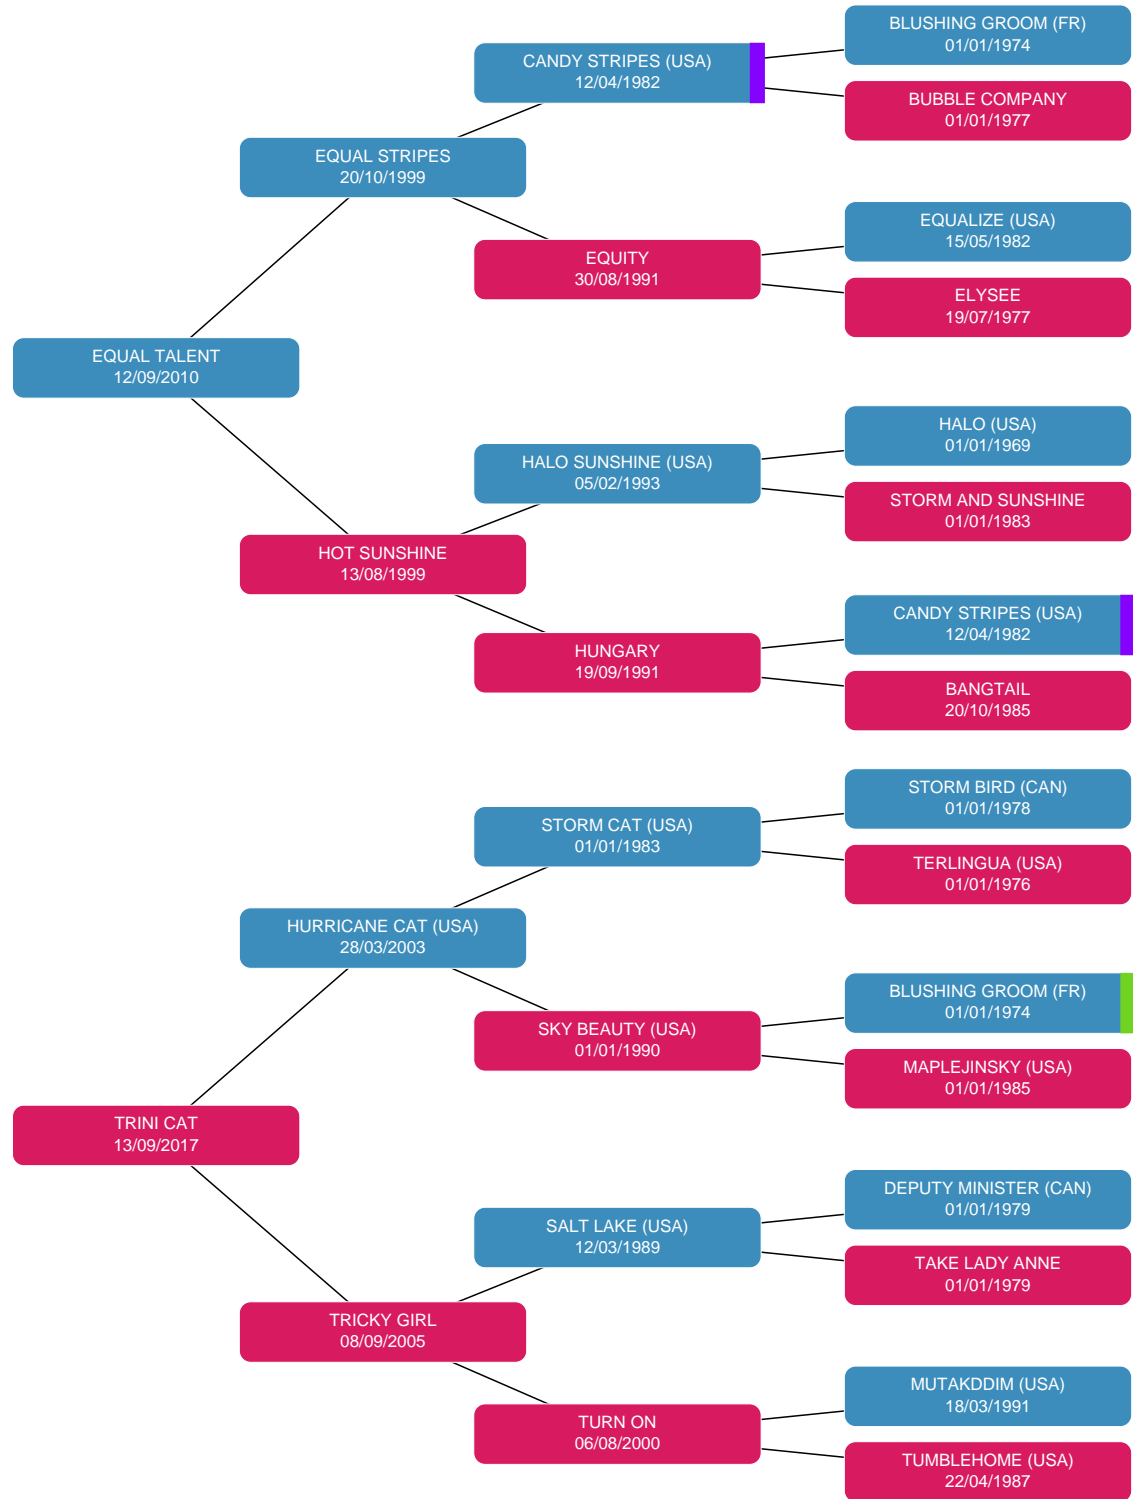 BLUSHING GROOM (FR)
01/01/1974
CANDY STRIPES (USA)
12/04/1982
BUBBLE COMPANY
01/01/1977
EQUAL STRIPES
20/10/1999
EQUALIZE (USA)
15/05/1982
EQUITY
30/08/1991
ELYSEE
19/07/1977
EQUAL TALENT
12/09/2010
HALO (USA)
01/01/1969
HALO SUNSHINE (USA)
05/02/1993
STORM AND SUNSHINE
01/01/1983
HOT SUNSHINE
13/08/1999
CANDY STRIPES (USA)
12/04/1982
HUNGARY
19/09/1991
BANGTAIL
20/10/1985
STORM BIRD (CAN)
01/01/1978
STORM CAT (USA)
01/01/1983
TERLINGUA (USA)
01/01/1976
HURRICANE CAT (USA)
28/03/2003
BLUSHING GROOM (FR)
01/01/1974
SKY BEAUTY (USA)
01/01/1990
MAPLEJINSKY (USA)
01/01/1985
TRINI CAT
13/09/2017
DEPUTY MINISTER (CAN)
01/01/1979
SALT LAKE (USA)
12/03/1989
TAKE LADY ANNE
01/01/1979
TRICKY GIRL
08/09/2005
MUTAKDDIM (USA)
18/03/1991
TURN ON
06/08/2000
TUMBLEHOME (USA)
22/04/1987